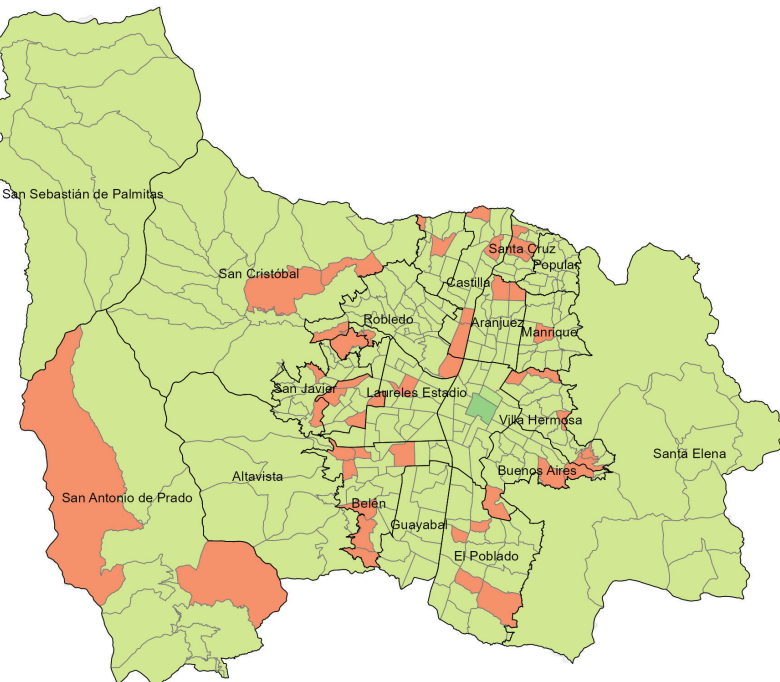 San Sebastián de Palmitas
Santa Cruz
Popular
San Cristóbal
Castilla
Robledo
Aranjuez
Manrique
San Javier
Laureles Estadio
Villa Hermosa
Santa Elena
Buenos Aires
Altavista
San Antonio de Prado
Belén
Guayabal
El Poblado